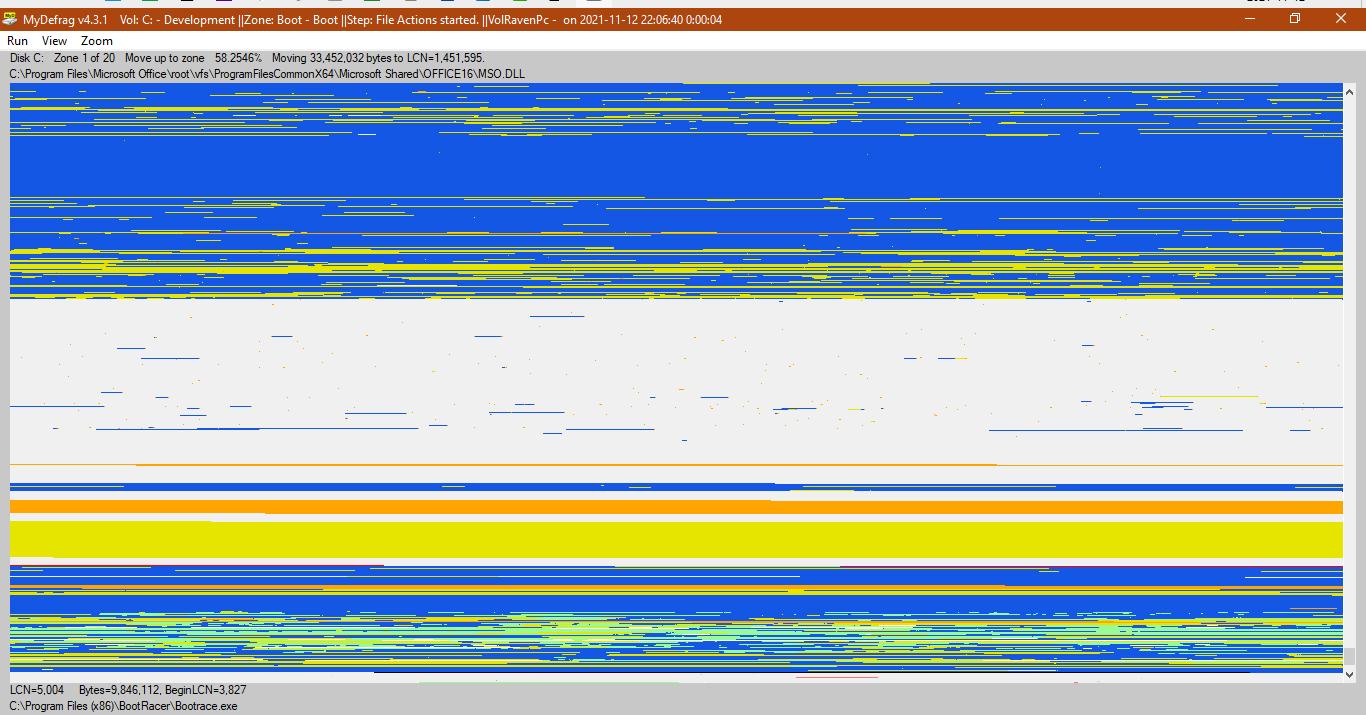 MyDefrag v4.3.1 Vol: C: - Development ||Zone: Boot - Boot ||Step: File Actions started. ||VolRavenPc - on 2021-11-12 22:06:40 0:00:04
Run View Zoom
Disk C: Zone 1 of 20 Move up to zone 58.2546% Moving 33,452,032 bytes to LCN=1,451,595.
C:\Program Files\Microsoft Office\root\vfs\ProgramFilesCommonX64\Microsoft Shared\OFFICE16\MSO.DLL
LCN=5,004 Bytes=9,846,112, BeginLCN=3,827
C:\Program Files (x86)\BootRacer\Bootrace.exe